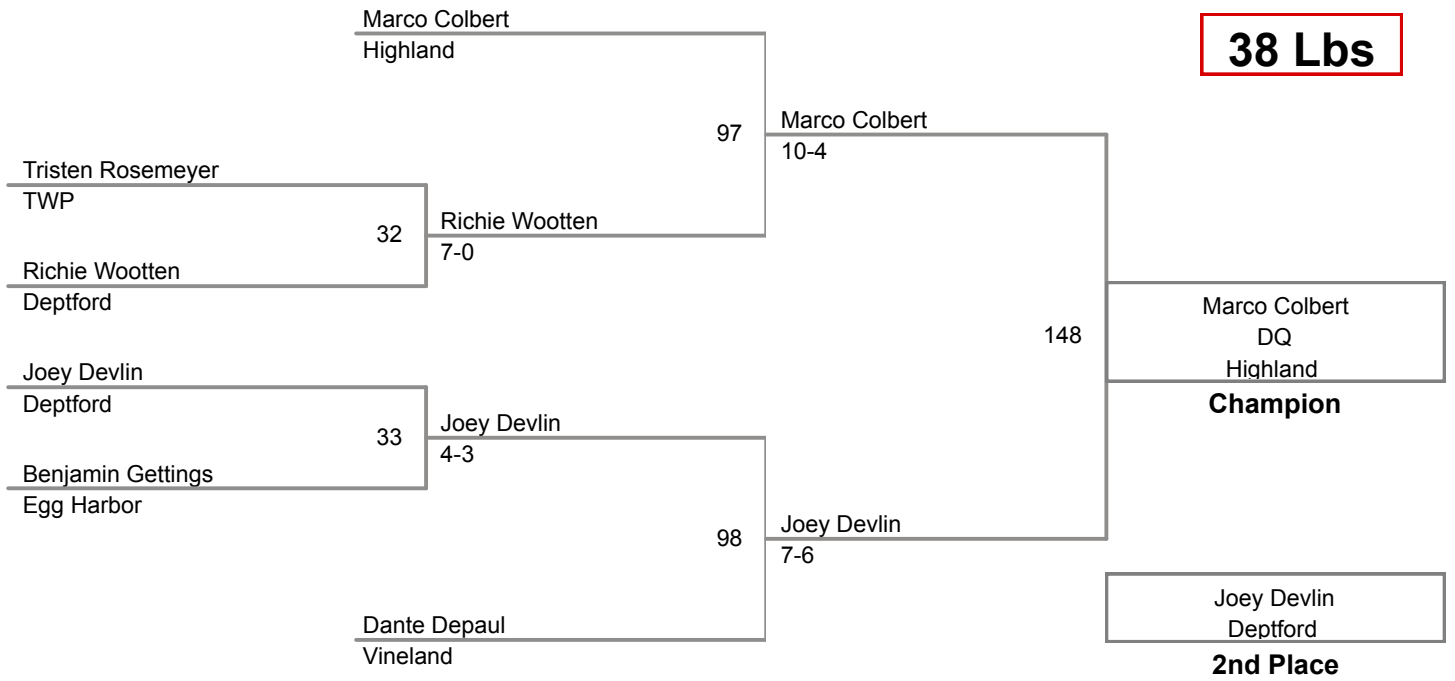 Marco Colbert
Highland
38 Lbs
97
Marco Colbert
10-4
Tristen Rosemeyer
TWP
32
Richie Wootten
7-0
Richie Wootten
Deptford
148
Marco Colbert
DQ
Highland
Champion
Joey Devlin
Deptford
33
Joey Devlin
4-3
Benjamin Gettings
Egg Harbor
98
Joey Devlin
7-6
Dante Depaul
Vineland
Joey Devlin
Deptford
2nd Place